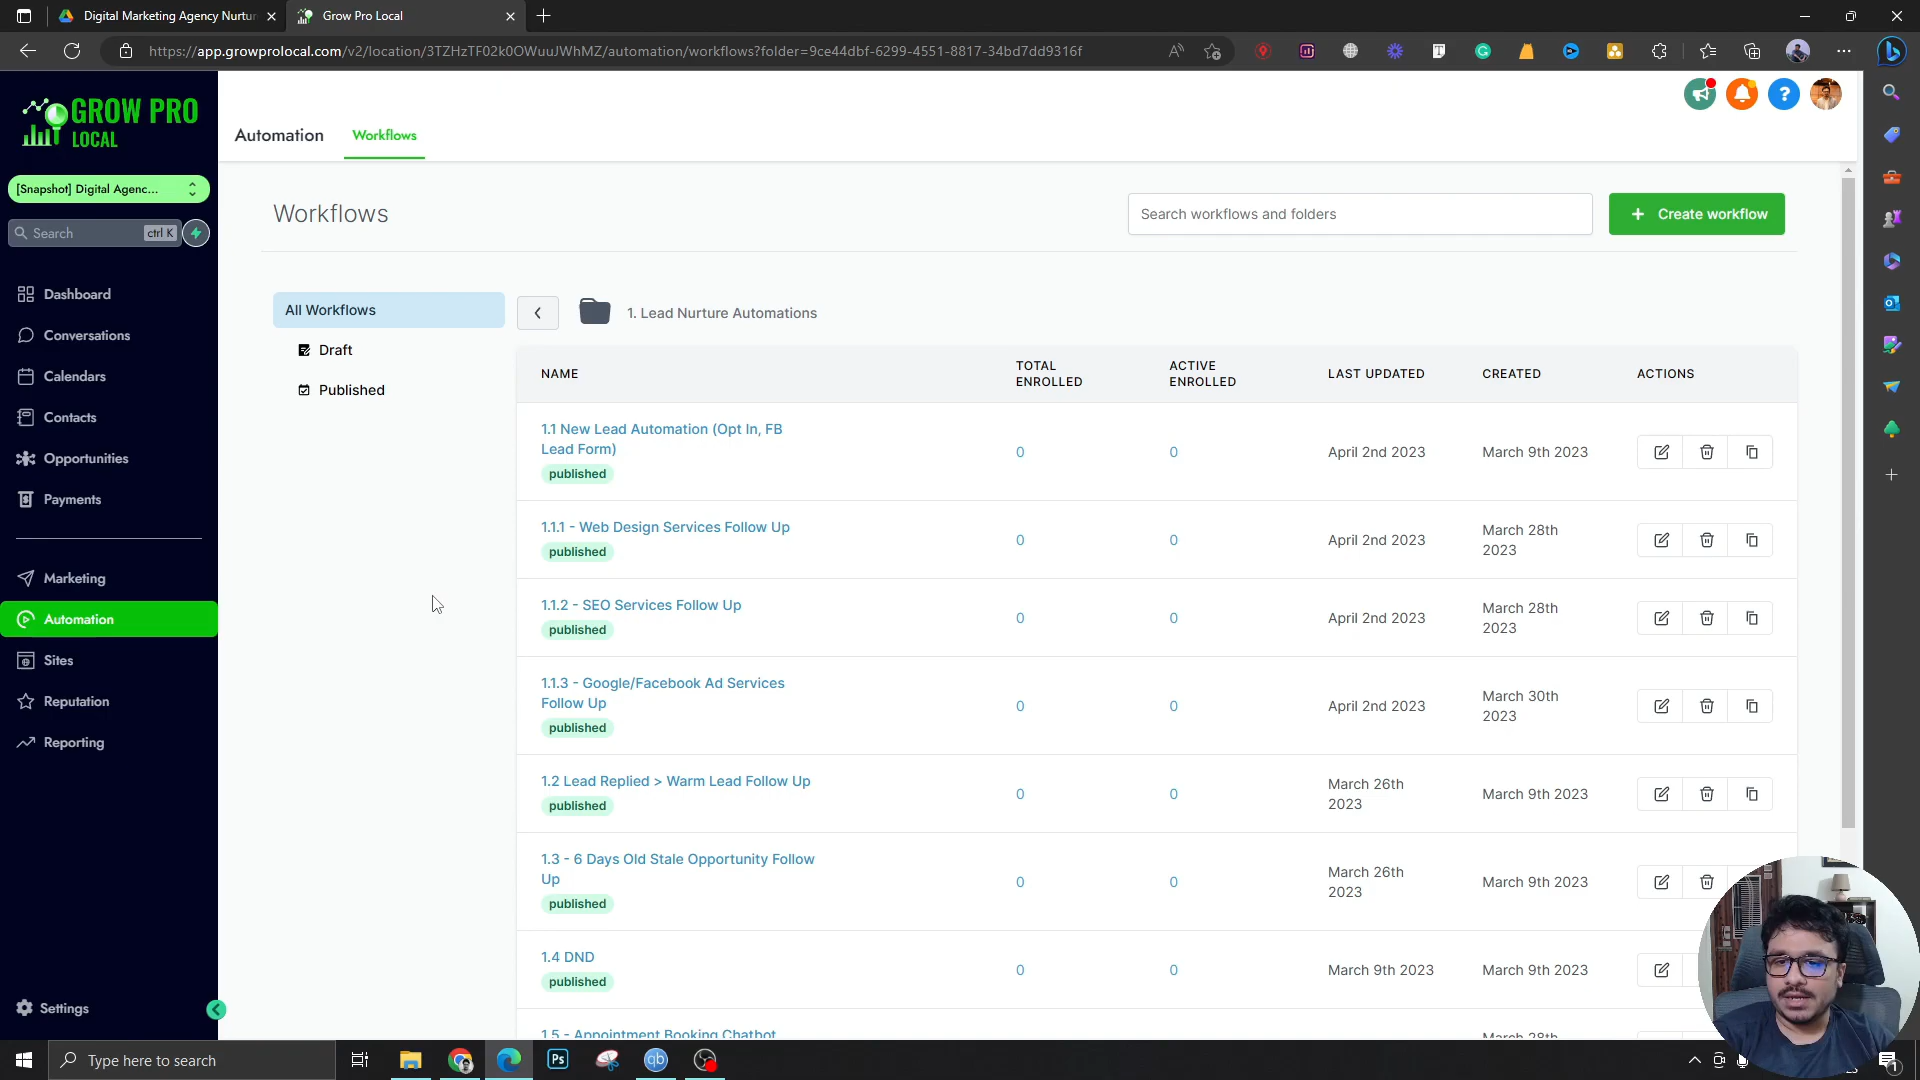 Digital Marketing Agency Nurtur
Grow Pro Local
https://app.growprolocal.com/v2/location/3TZHzTF02k0OWuuJWhMZ/automation/workflows?folder=9ce44dbf-6299-4551-8817-34bd7dd9316f
GROW PRO
LOCAL
[Snapshot] Digital Agenc...
Search
ctrl K
Dashboard
Conversations
Calendars
Contacts
Opportunities
Payments
Marketing
Automation
Sites
Reputation
Reporting
Settings
Automation
Workflows
Workflows
Search workflows and folders
+ Create workflow
All Workflows
Draft
Published
1. Lead Nurture Automations
NAME
TOTAL
ENROLLED
ACTIVE
ENROLLED
LAST UPDATED
CREATED
ACTIONS
1.1 New Lead Automation (Opt In, FB
Lead Form)
published
0
0
April 2nd 2023
March 9th 2023
1.1.1 - Web Design Services Follow Up
published
0
0
April 2nd 2023
March 28th
2023
1.1.2 - SEO Services Follow Up
published
0
0
April 2nd 2023
March 28th
2023
1.1.3 - Google/Facebook Ad Services
Follow Up
published
0
0
April 2nd 2023
March 30th
2023
1.2 Lead Replied > Warm Lead Follow Up
published
0
0
March 26th
2023
March 9th 2023
1.3 - 6 Days Old Stale Opportunity Follow
Up
published
0
0
March 26th
2023
March 9th 2023
1.4 DND
published
0
0
March 9th 2023
March 9th 2023
1.5 - Appointment Booking Chatbot
March 28th
Type here to search
Ps
qb
1